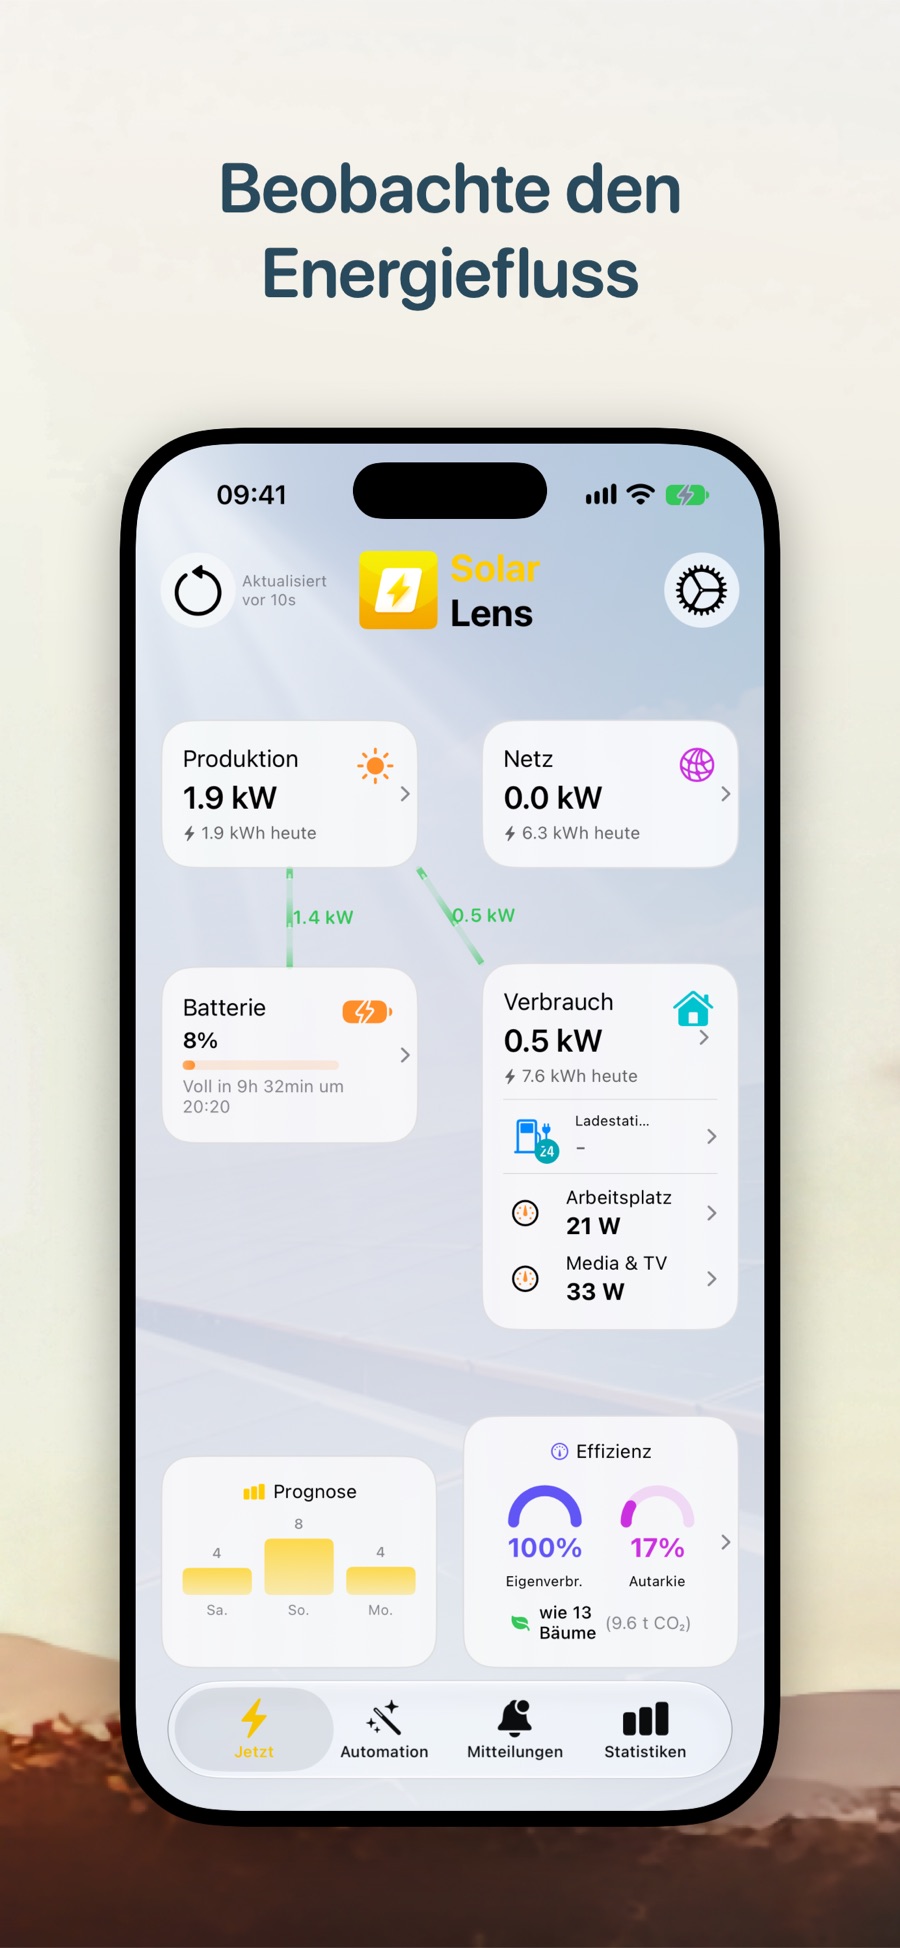 Beobachte den
Energiefluss
09:41
Aktualisiert
vor 10s
Solar
Lens
Produktion
1.9 kW
1.9 kWh heute
Netz
0.0 kW
6.3 kWh heute
1.4 kW
0.5 kW
Batterie
8%
Voll in 9h 32min um
20:20
Verbrauch
0.5 kW
7.6 kWh heute
Ladestati...
24
-
Arbeitsplatz
21 W
Media & TV
33 W
Prognose
4
8
4
Sa.
So.
Mo.
Effizienz
100%
17%
Eigenverbr.
Autarkie
wie 13
Bäume
(9.6 t CO₂)
Jetzt
Automation
Mitteilungen
Statistiken